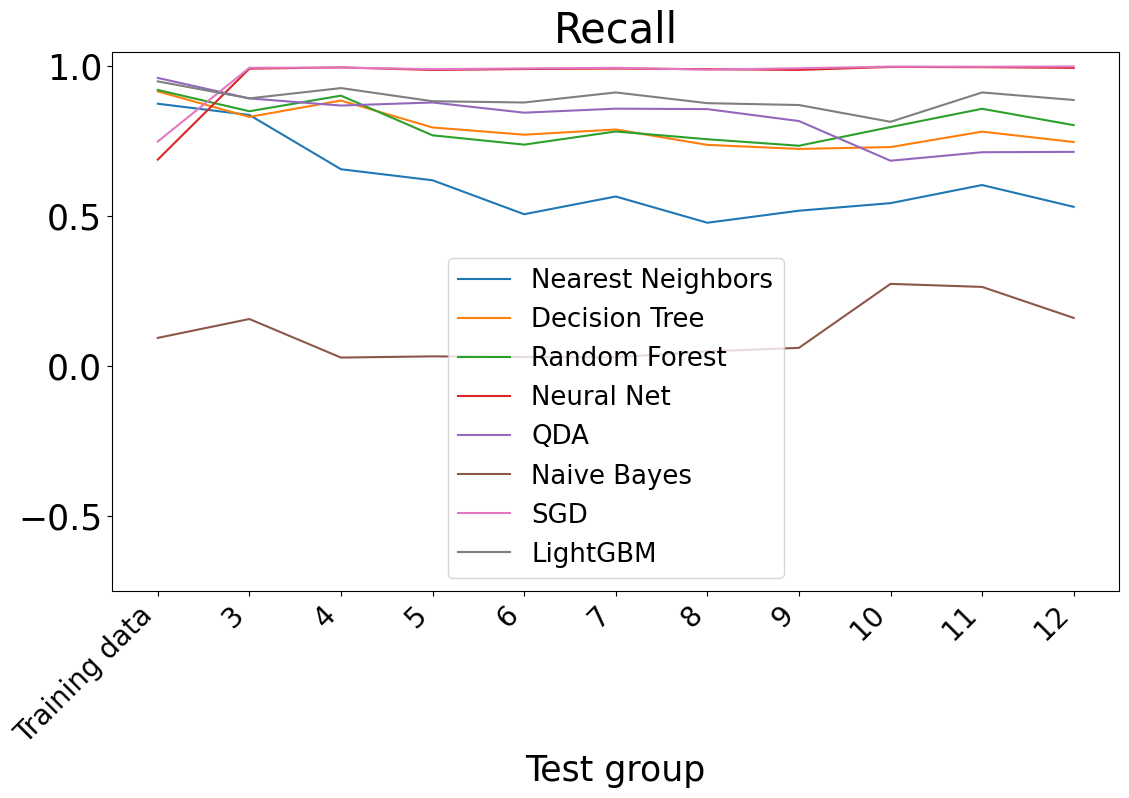 Recall
1.0
0.5
0.0
−0.5
Nearest Neighbors
Decision Tree
Random Forest
Neural Net
QDA
Naive Bayes
SGD
LightGBM
Training data
3
4
5
6
7
8
9
10
11
12
Test group